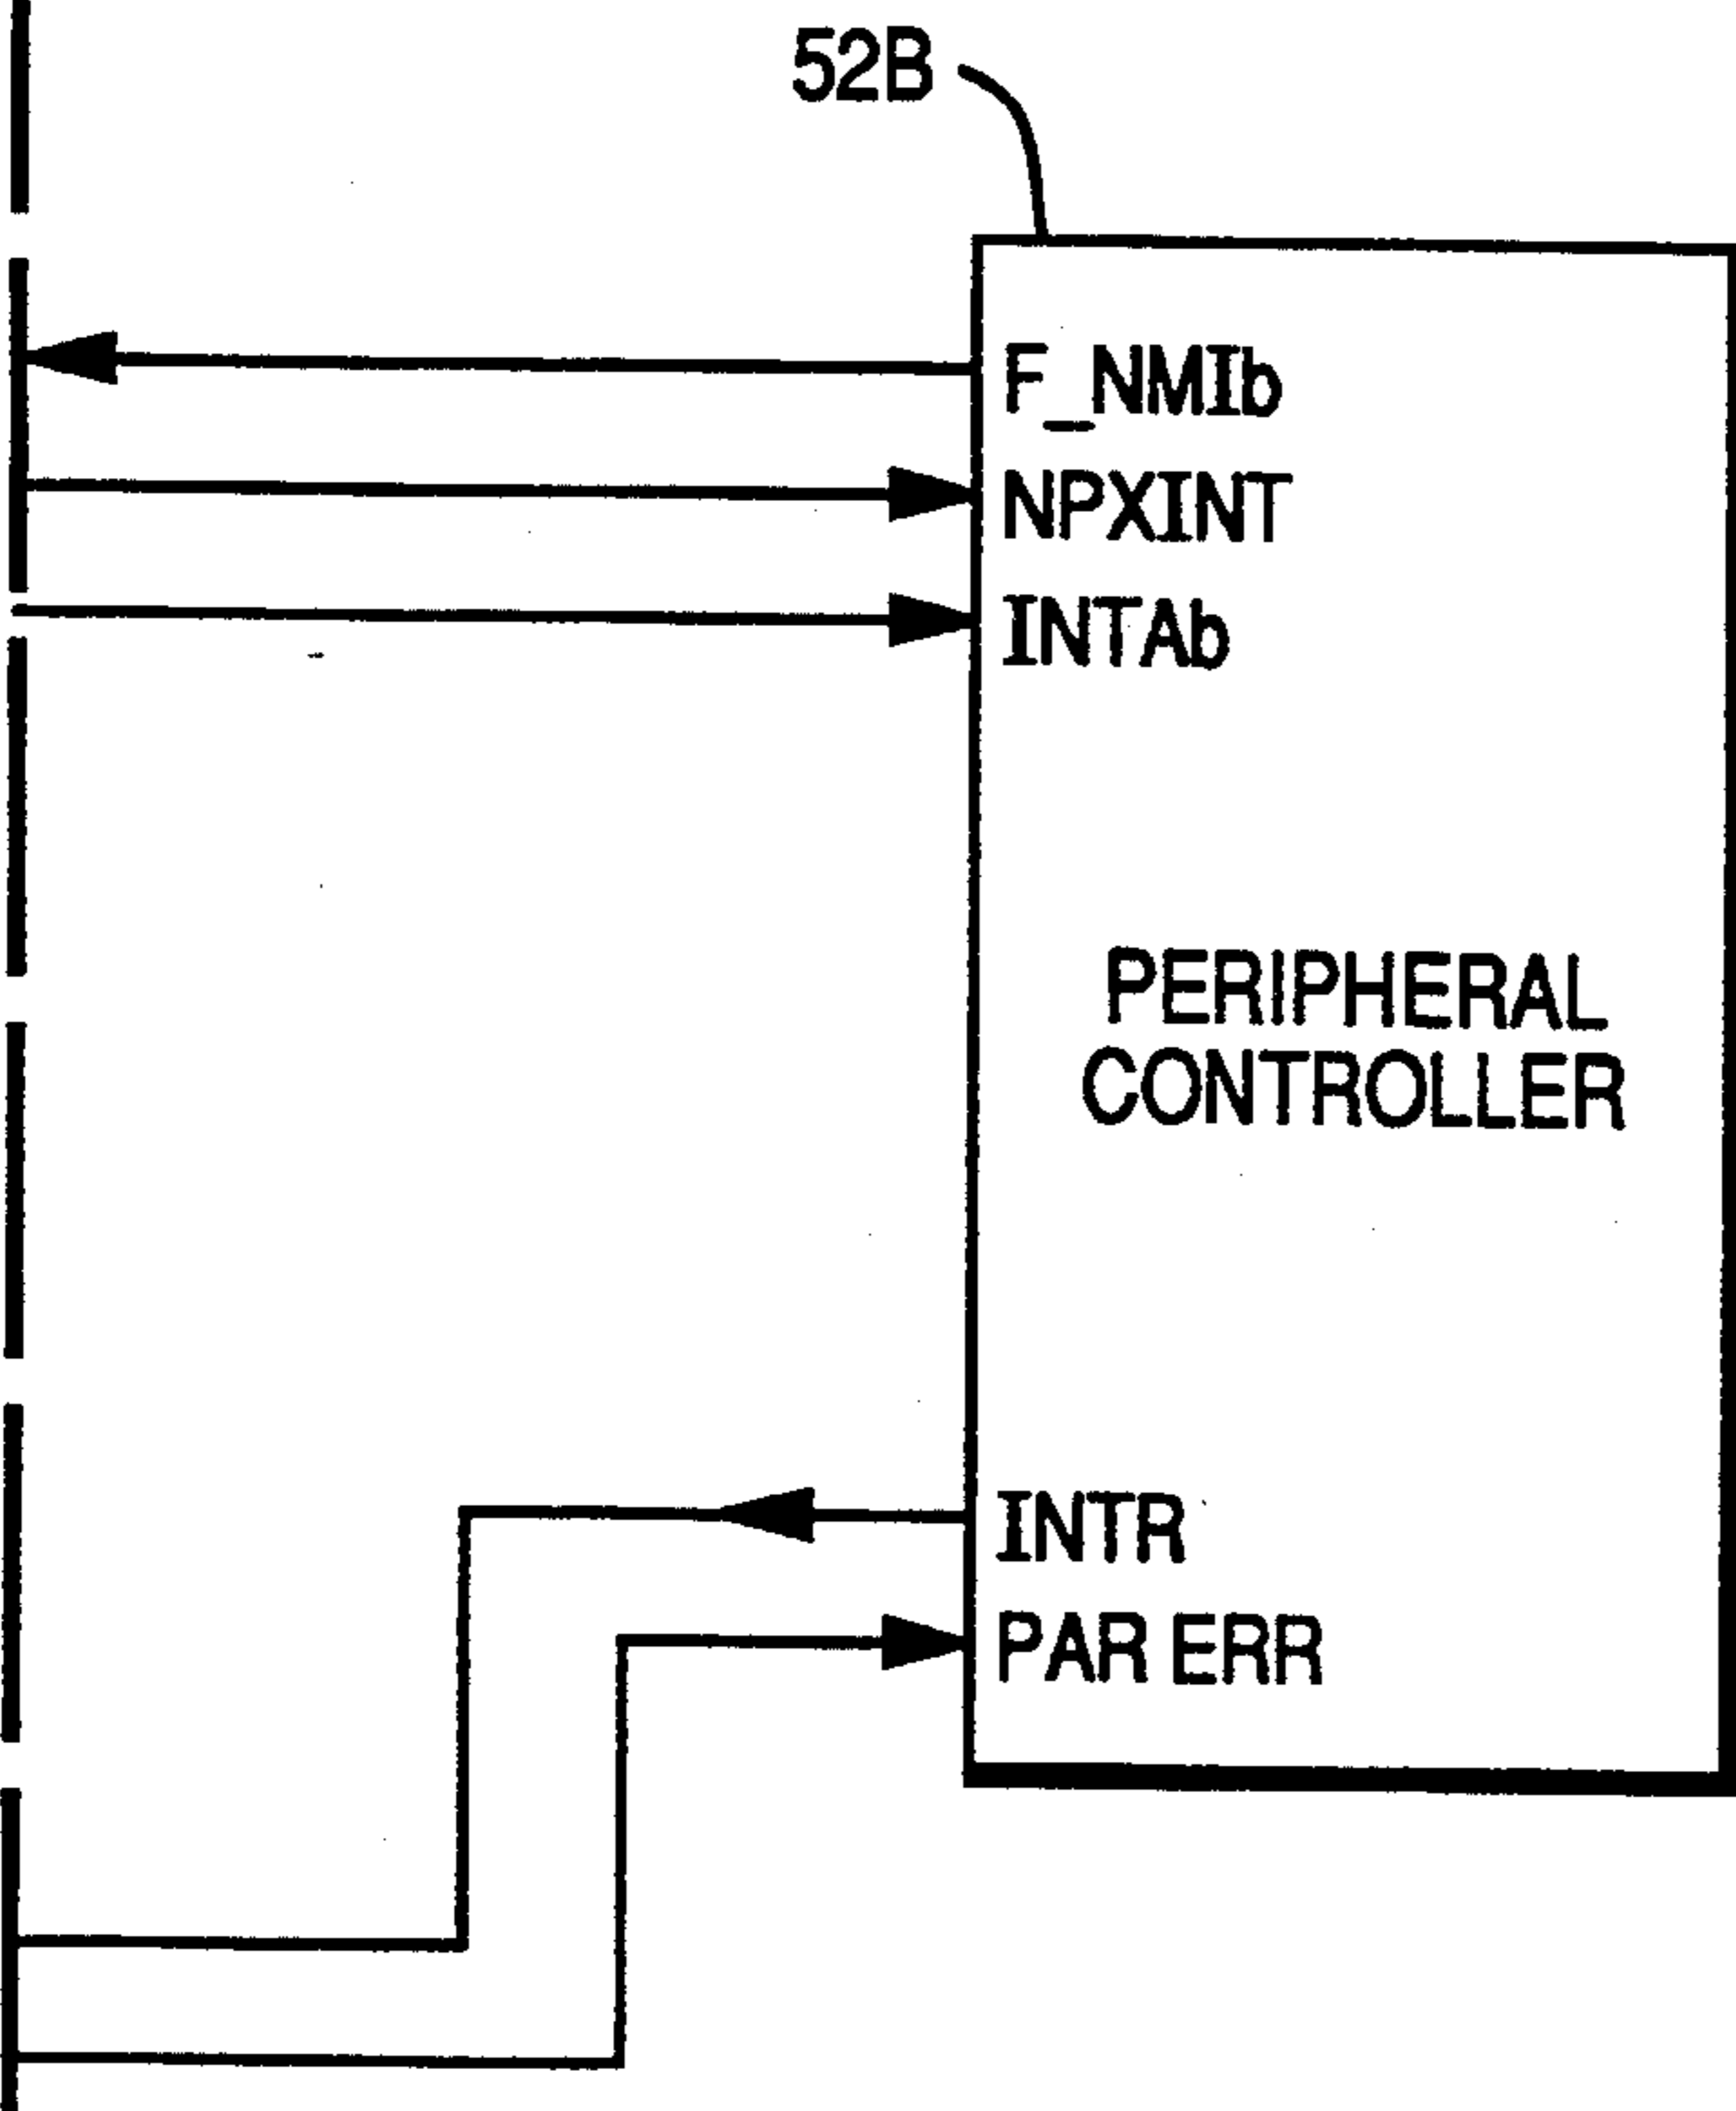 52B
F_NMIb
NPXINT
INTAb
PERIPHERAL
CONTROLLER
INTR
PAR ERR